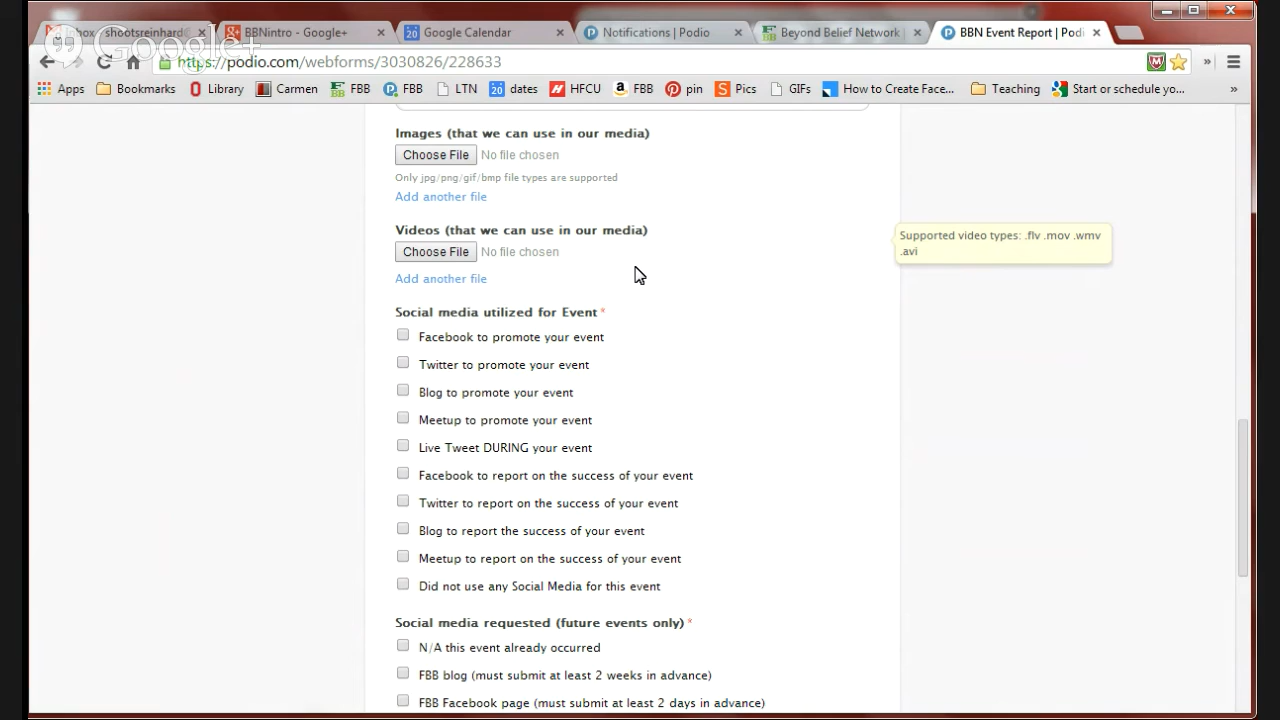 Google+
nbox - shootsreinhard@
BBNintro - Google+
20 Google Calendar
Notifications | Podio
Beyond Belief Network
BBN Event Report | Podi
https://podio.com/webforms/3030826/228633
Apps Bookmarks Library Carmen FBB FBB LTN 20 dates HFCU FBB pin Pics GIFs How to Create Face... Teaching Start or schedule yo... »
Images (that we can use in our media)
Choose File No file chosen
Only jpg/png/gif/bmp file types are supported
Add another file
Videos (that we can use in our media)
Choose File No file chosen
Supported video types: .flv .mov .wmv
.avi
Add another file
Social media utilized for Event *
Facebook to promote your event
Twitter to promote your event
Blog to promote your event
Meetup to promote your event
Live Tweet DURING your event
Facebook to report on the success of your event
Twitter to report on the success of your event
Blog to report the success of your event
Meetup to report on the success of your event
Did not use any Social Media for this event
Social media requested (future events only) *
N/A this event already occurred
FBB blog (must submit at least 2 weeks in advance)
FBB Facebook page (must submit at least 2 days in advance)